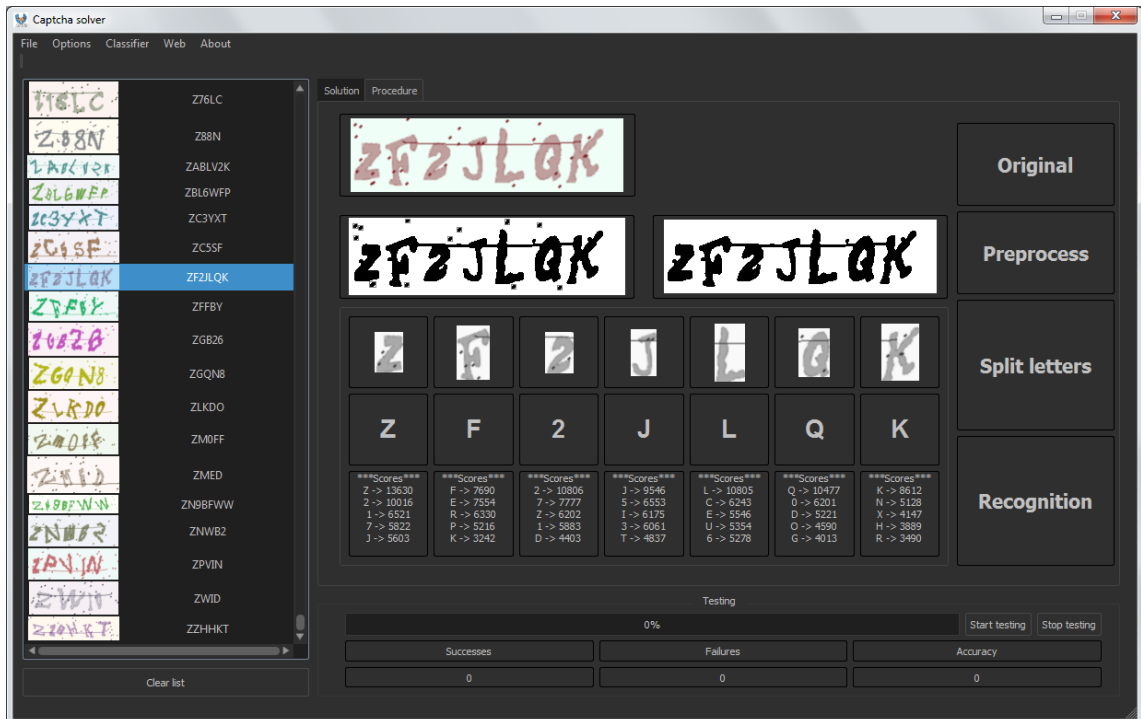 Captcha solver
File Options Classifier Web About
Z76LC
Z88N
ZABLV2K
ZBL6WFP
ZC3YXT
ZC5SF
ZF2JLQK
ZFFBY
ZGB26
ZGQN8
ZLKDO
ZM0FF
ZMED
ZN9BFWW
ZNWB2
ZPVIN
ZWID
ZZHHKT
Clear list
Solution Procedure
ZF2JLQK
ZF2JLQK ZF2JLQK
Z F 2 J L Q K
Z F 2 J L Q K
***Scores*** ***Scores*** ***Scores*** ***Scores*** ***Scores*** ***Scores*** ***Scores***
Z -> 13630 F -> 7690 2 -> 10806 J -> 9546 L -> 10805 Q -> 10477 K -> 8612
2 -> 10016 E -> 7554 7 -> 7777 5 -> 6553 C -> 6243 0 -> 6201 N -> 5128
1 -> 6521 R -> 6330 Z -> 6202 I -> 6175 E -> 5546 D -> 5221 X -> 4147
7 -> 5822 P -> 5216 1 -> 5883 3 -> 6061 U -> 5354 O -> 4590 H -> 3889
J -> 5603 K -> 3242 D -> 4403 T -> 4837 6 -> 5278 G -> 4013 R -> 3490
Original
Preprocess
Split letters
Recognition
Testing
0% Start testing Stop testing
Successes Failures Accuracy
0 0 0